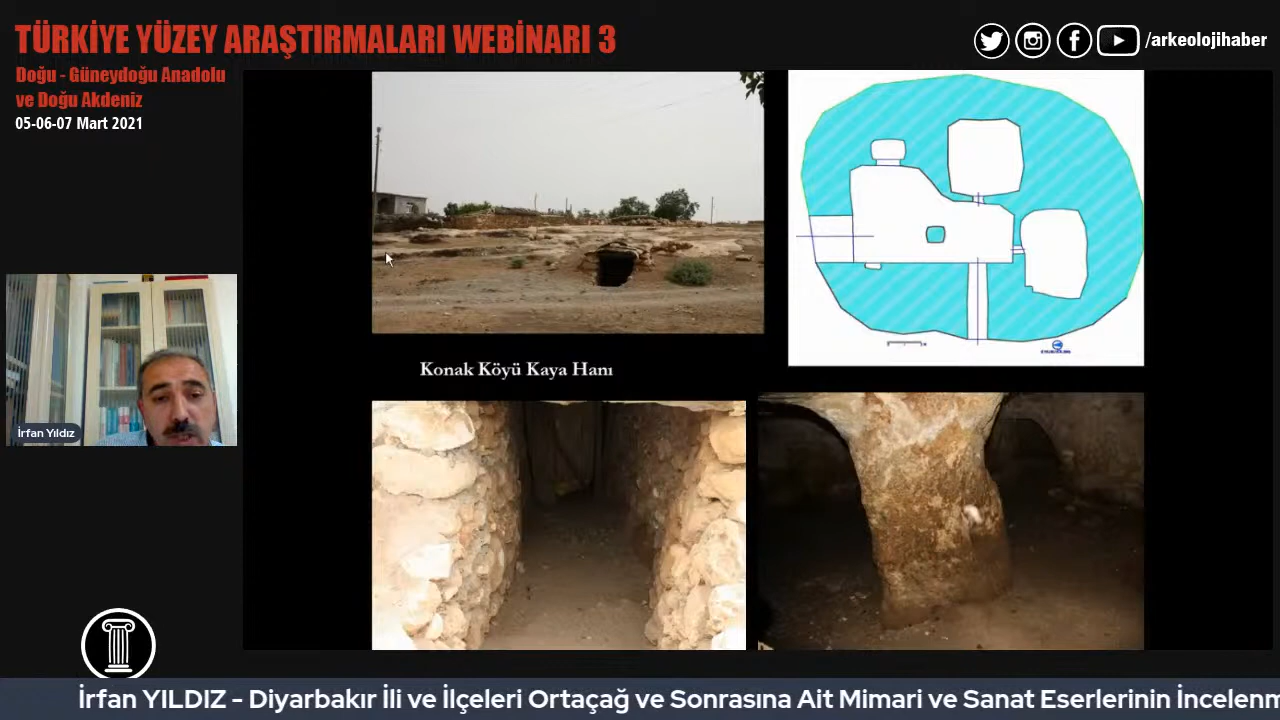 TÜRKİYE YÜZEY ARAŞTIRMALARI WEBİNARI 3
Doğu - Güneydoğu Anadolu
ve Doğu Akdeniz
05-06-07 Mart 2021
/arkeolojihaber
Konak Köyü Kaya Hanı
İrfan Yıldız
İrfan YILDIZ - Diyarbakır İli ve İlçeleri Ortaçağ ve Sonrasına Ait Mimari ve Sanat Eserlerinin İncelenm